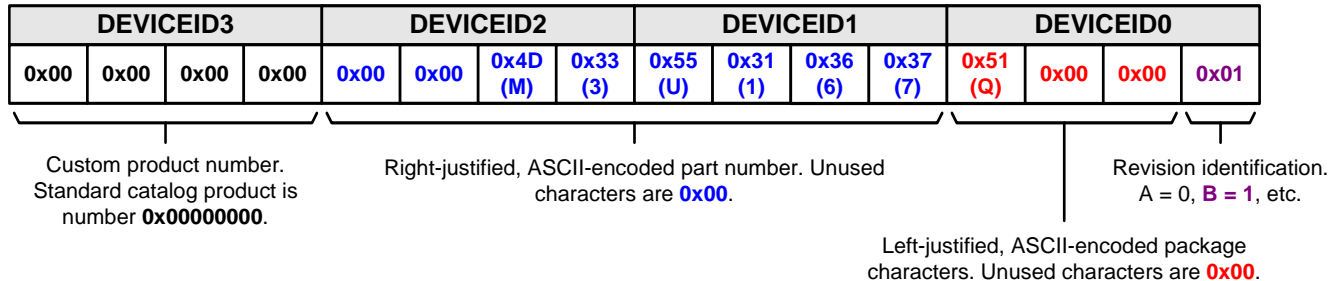 DEVICEID3 DEVICEID2 DEVICEID1 DEVICEID0
0x00 0x00 0x00 0x00 0x00 0x00 0x4D (M) 0x33 (3) 0x55 (U) 0x31 (1) 0x36 (6) 0x37 (7) 0x51 (Q) 0x00 0x00 0x01
Custom product number.
Standard catalog product is
number 0x00000000.
Right-justified, ASCII-encoded part number. Unused
characters are 0x00.
Revision identification.
A = 0, B = 1, etc.
Left-justified, ASCII-encoded package
characters. Unused characters are 0x00.